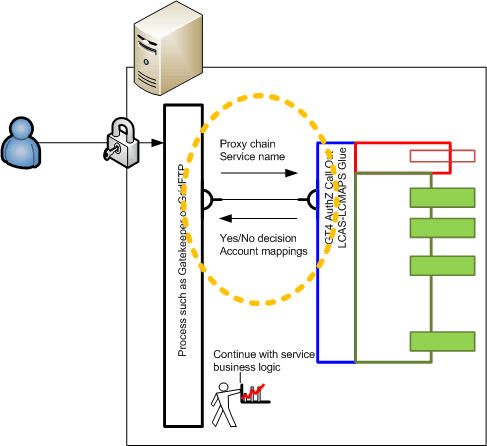 Proxy chain
Service name
Yes/No decision
Account mappings
Process such as Gatekeeper or GridFTP
GT4 AuthZ Call Out
LCAS-LCMAPS Glue
Continue with service
business logic